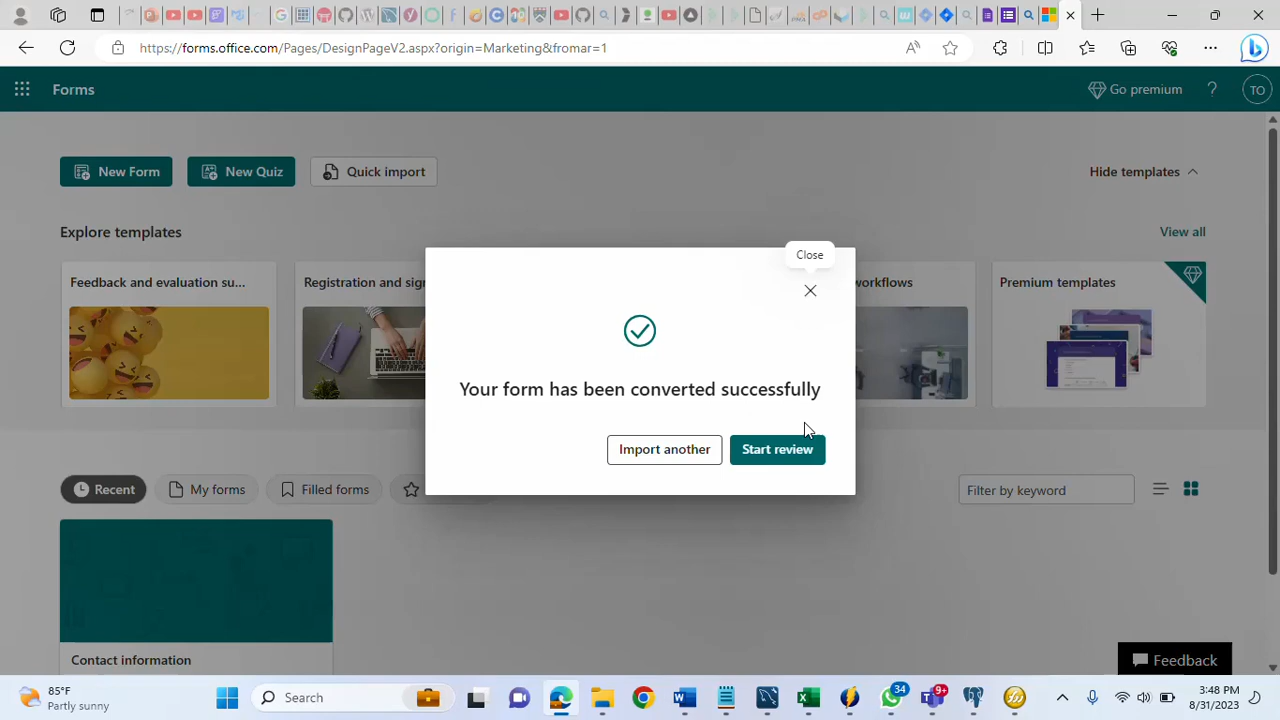 https://forms.office.com/Pages/DesignPageV2.aspx?origin=Marketing&fromar=1
Forms
Go premium
?
TO
New Form
New Quiz
Quick import
Hide templates
Explore templates
View all
Feedback and evaluation su...
Registration and sig
workflows
Premium templates
Close
Your form has been converted successfully
Import another
Start review
Recent
My forms
Filled forms
Filter by keyword
Contact information
Feedback
85°F
Partly sunny
Search
34
9+
3:48 PM
8/31/2023